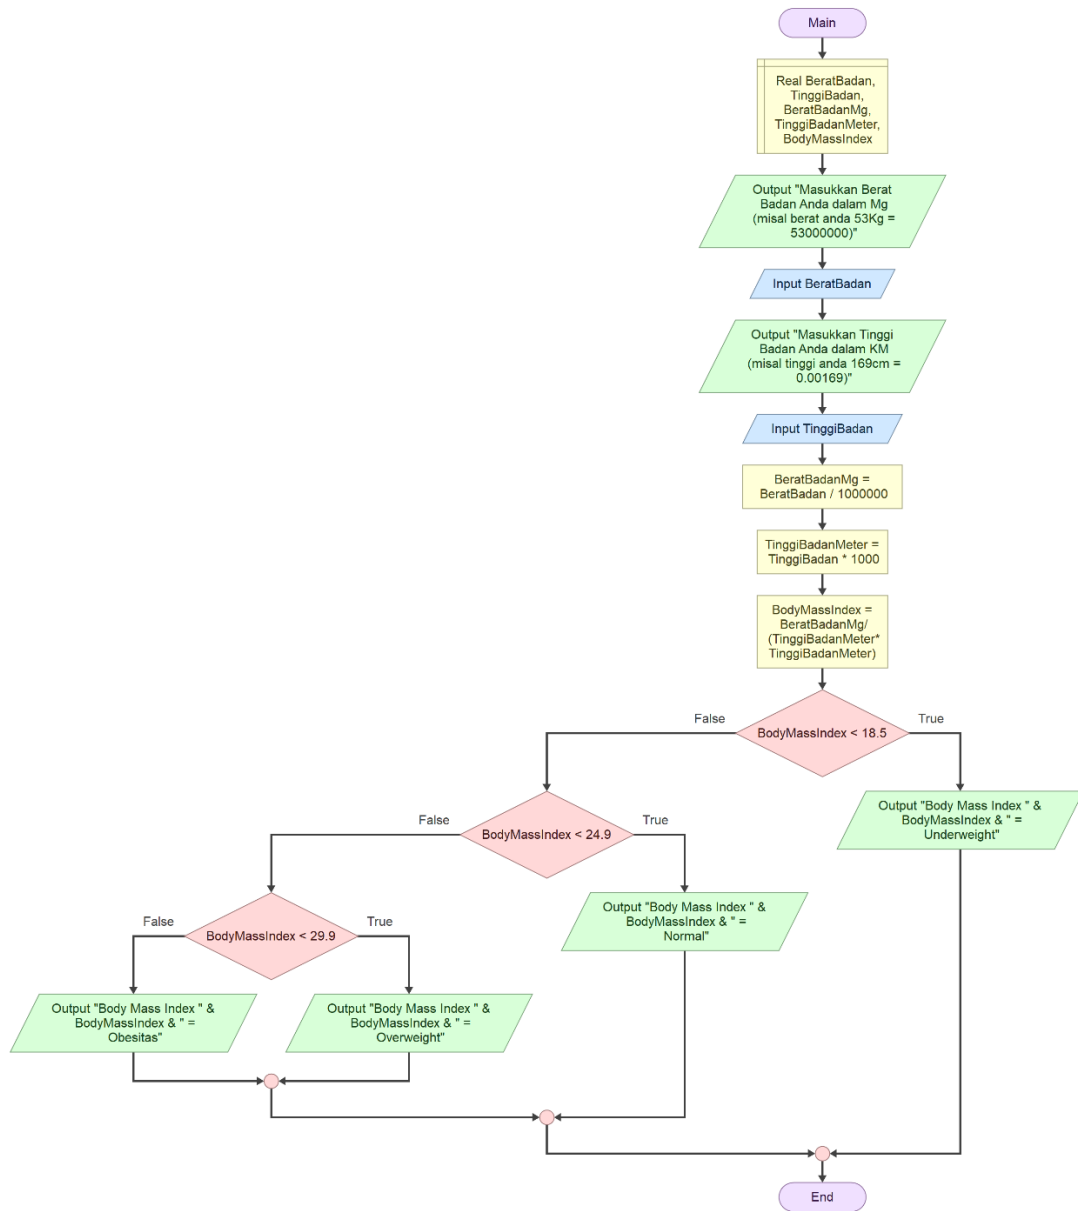 Main
Real BeratBadan,
TinggiBadan,
BeratBadanMg,
TinggiBadanMeter,
BodyMassIndex
Output "Masukkan Berat
Badan Anda dalam Mg
(misal berat anda 53Kg =
53000000)"
Input BeratBadan
Output "Masukkan Tinggi
Badan Anda dalam KM
(misal tinggi anda 169cm =
0.00169)"
Input TinggiBadan
BeratBadanMg =
BeratBadan / 1000000
TinggiBadanMeter =
TinggiBadan * 1000
BodyMassIndex =
BeratBadanMg/
(TinggiBadanMeter*
TinggiBadanMeter)
False
BodyMassIndex < 18.5
True
Output "Body Mass Index " &
BodyMassIndex & " =
Underweight"
False
BodyMassIndex < 24.9
True
Output "Body Mass Index " &
BodyMassIndex & " =
Normal"
False
BodyMassIndex < 29.9
True
Output "Body Mass Index " &
BodyMassIndex & " =
Obesitas"
Output "Body Mass Index " &
BodyMassIndex & " =
Overweight"
End